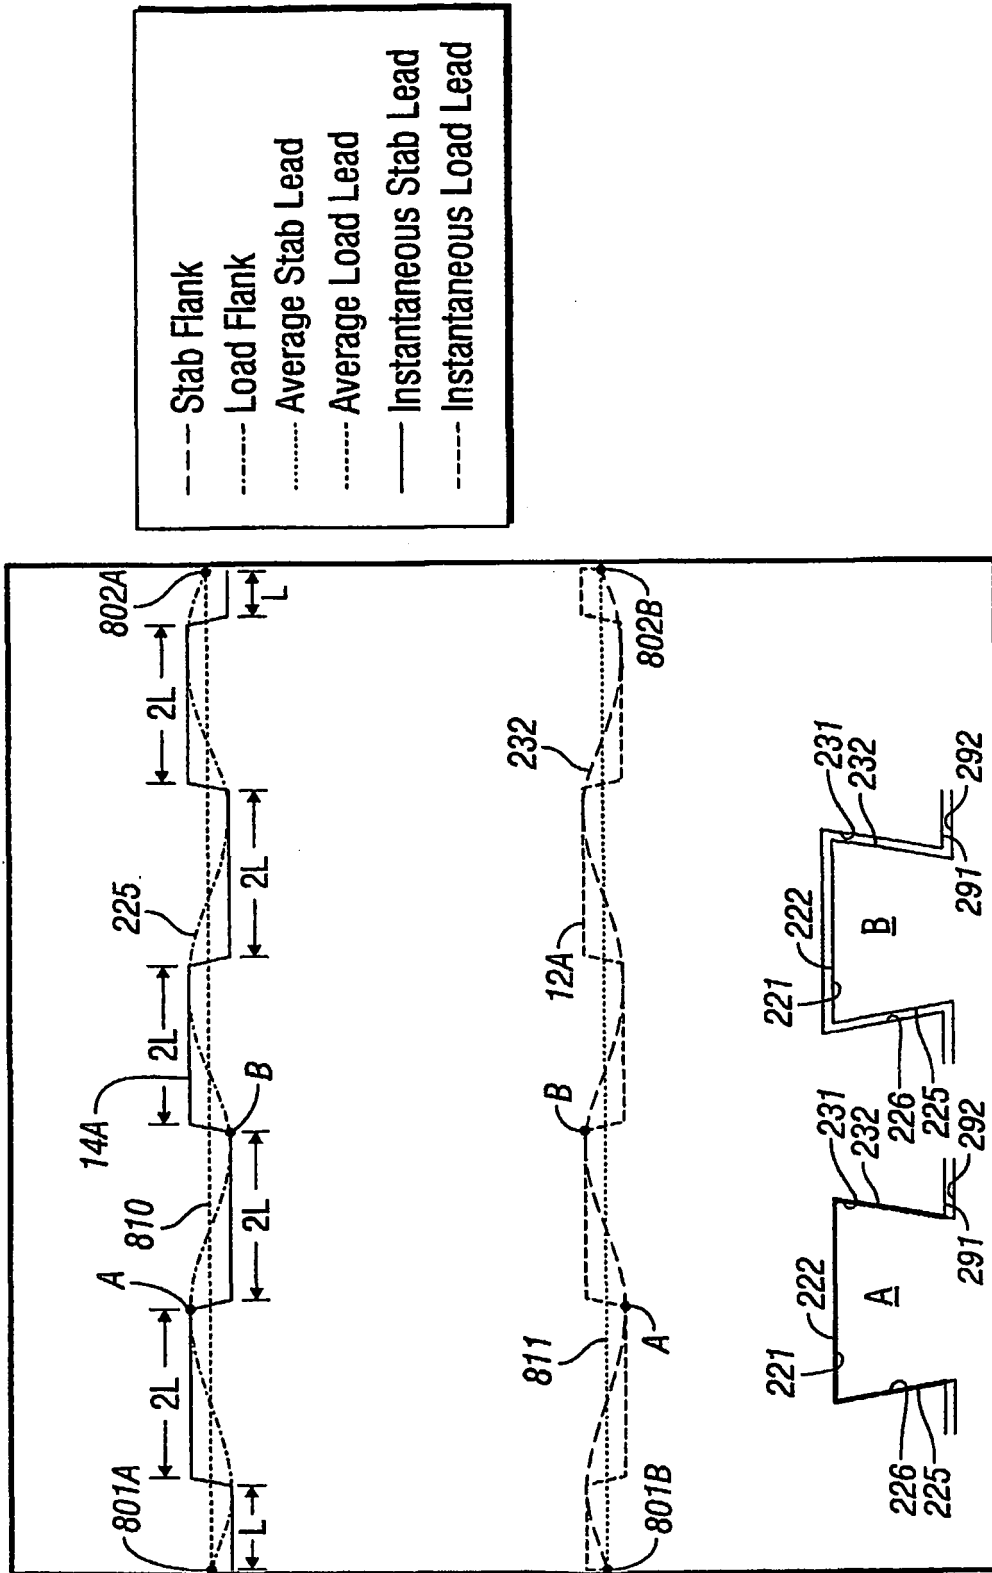 Stab Flank
Load Flank
Average Stab Lead
Average Load Lead
Instantaneous Stab Lead
Instantaneous Load Lead
801A
A
810
14A
B
225
802A
L
2L
2L
2L
2L
2L
L
801B
811
A
B
12A
232
802B
221
222
231
232
226
225
A
291
292
221
222
231
232
226
225
B
291
292